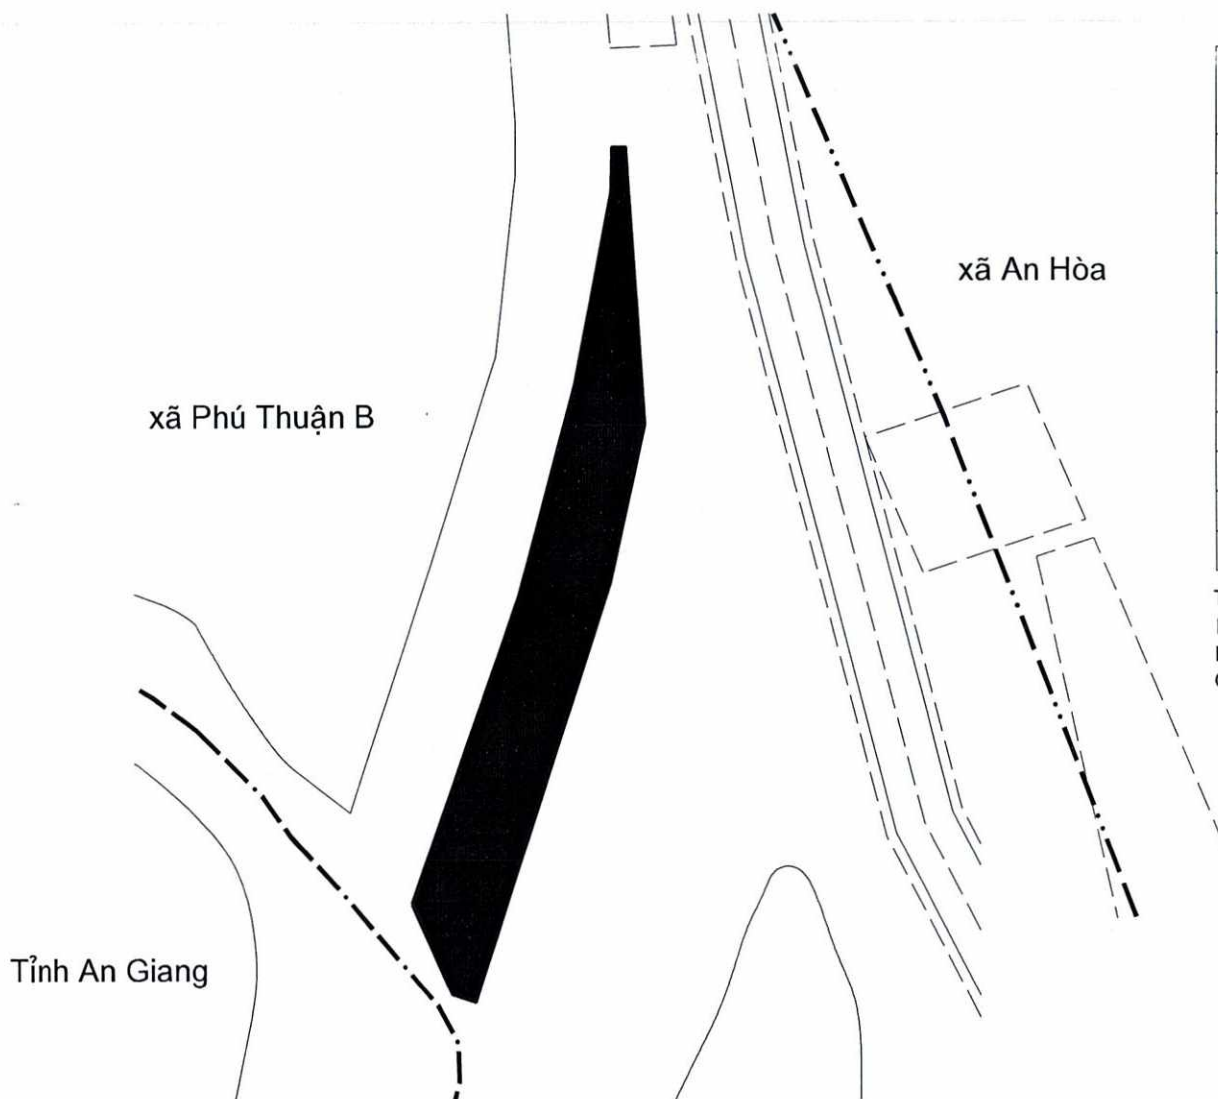 xã An Hòa
xã Phú Thuận B
Tỉnh An Giang